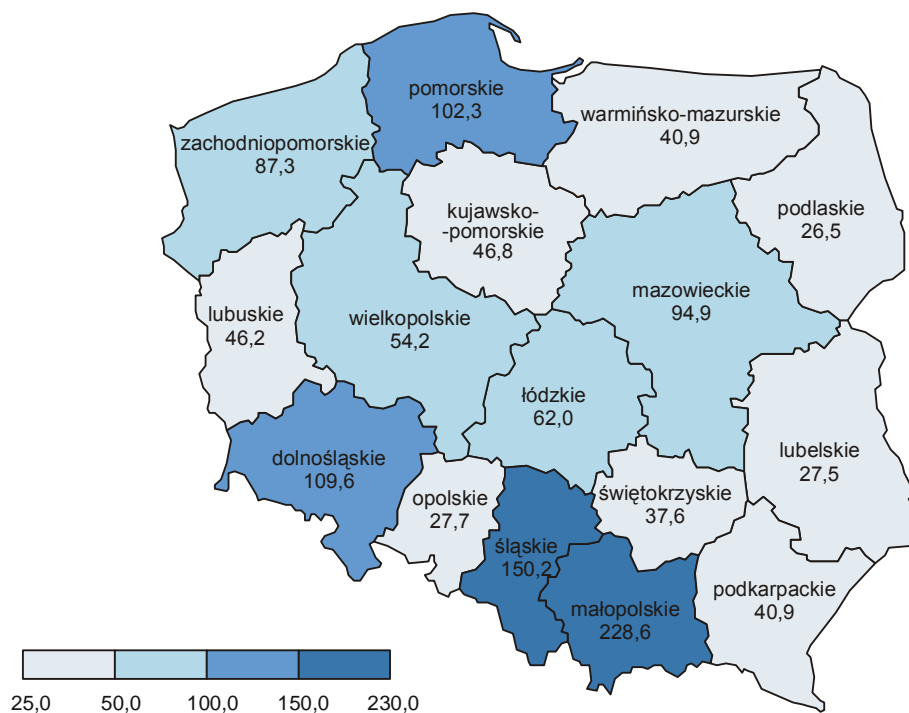 pomorskie
102,3
warmińsko-mazurskie
40,9
zachodniopomorskie
87,3
podlaskie
26,5
kujawsko-
-pomorskie
46,8
mazowieckie
94,9
lubuskie
46,2
wielkopolskie
54,2
łódzkie
62,0
lubelskie
27,5
dolnośląskie
109,6
opolskie
27,7
świętokrzyskie
37,6
śląskie
150,2
małopolskie
228,6
podkarpackie
40,9
25,0 50,0 100,0 150,0 230,0